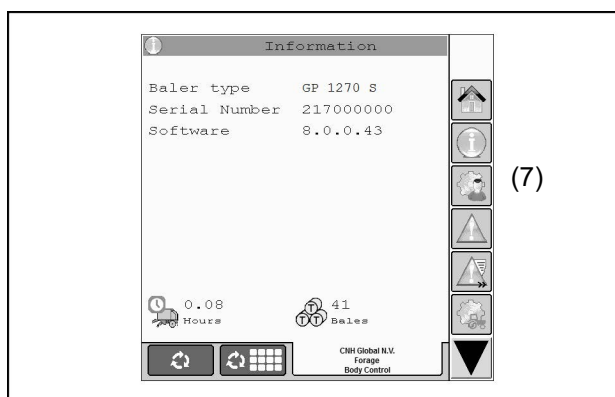 Information
Baler type GP 1270 S
Serial Number 217000000
Software 8.0.0.43
(7)
0.08
Hours
41
Bales
T
T T
CNH Global N.V.
Forage
Body Control